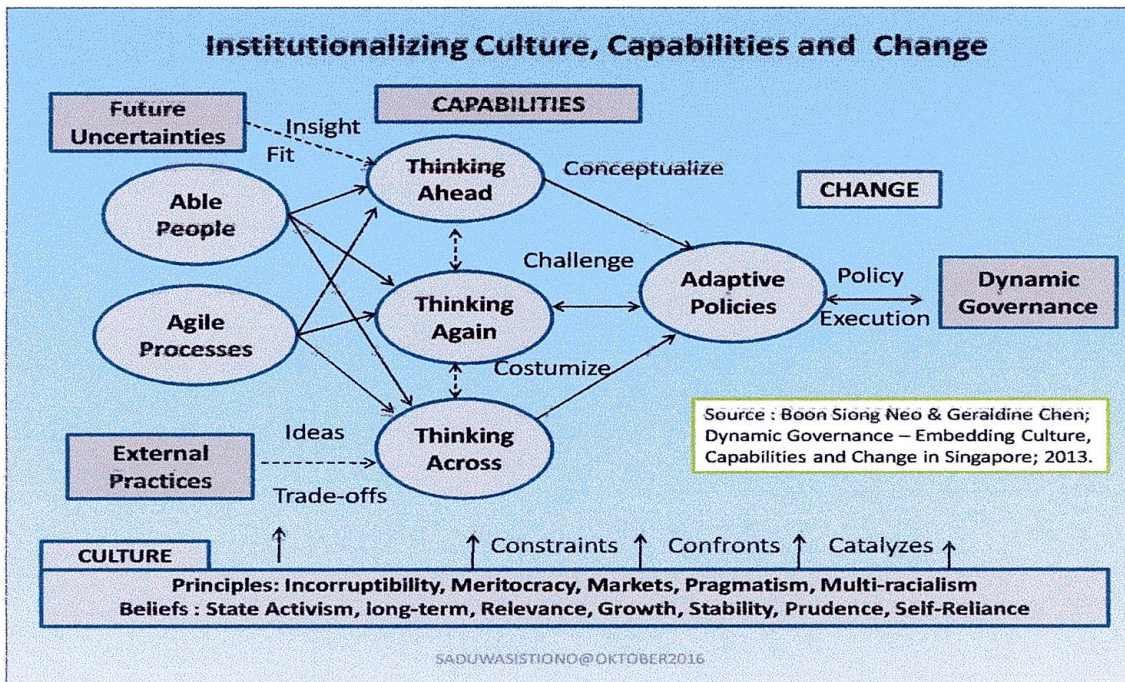 Institutionalizing Culture, Capabilities and Change
Future
Uncertainties
CAPABILITIES
Insight
Fit
Thinking
Ahead
Conceptualize
CHANGE
Able
People
Challenge
Adaptive
Policies
Policy
Execution
Dynamic
Governance
Thinking
Again
Agile
Processes
Costumize
Source : Boon Siong Neo & Geraldine Chen;
Dynamic Governance – Embedding Culture,
Capabilities and Change in Singapore; 2013.
Ideas
Thinking
Across
External
Practices
Trade-offs
CULTURE
Constraints
Confronts
Catalyzes
Principles: Incorruptibility, Meritocracy, Markets, Pragmatism, Multi-racialism
Beliefs : State Activism, long-term, Relevance, Growth, Stability, Prudence, Self-Reliance
SADUWASISTIONO@OKTOBER2016